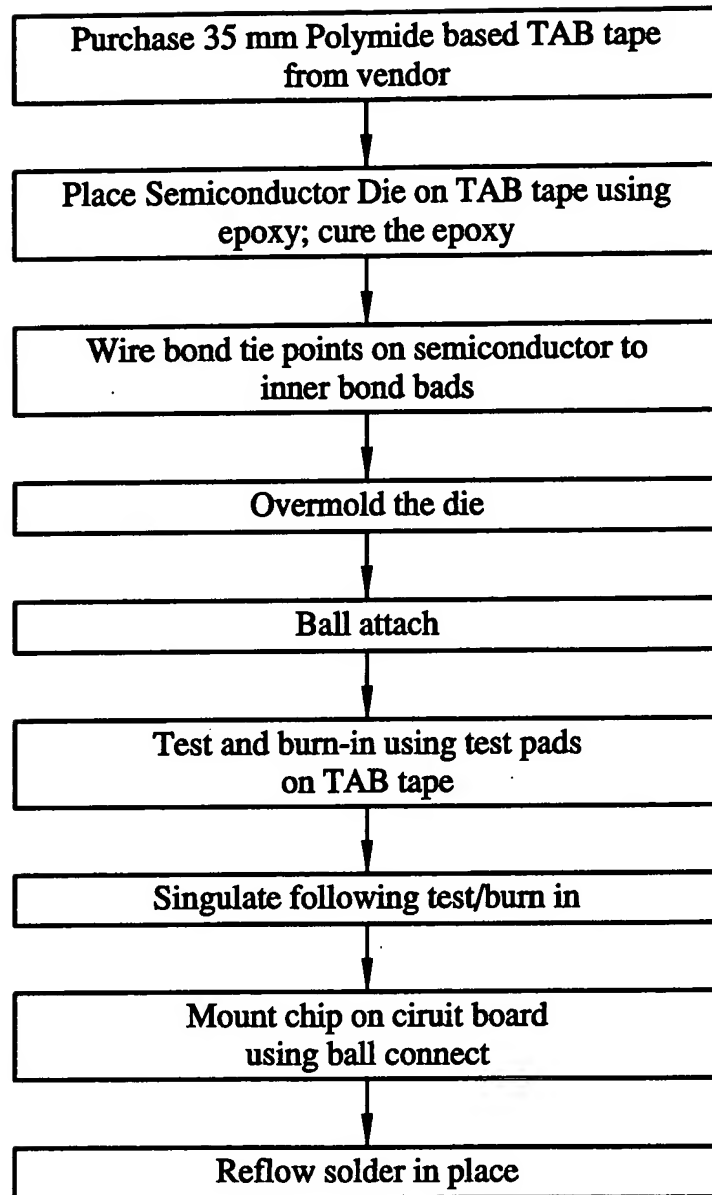 Purchase 35 mm Polymide based TAB tape
from vendor
Place Semiconductor Die on TAB tape using
epoxy; cure the epoxy
Wire bond tie points on semiconductor to
inner bond bads
Overmold the die
Ball attach
Test and burn-in using test pads
on TAB tape
Singulate following test/burn in
Mount chip on ciruit board
using ball connect
Reflow solder in place